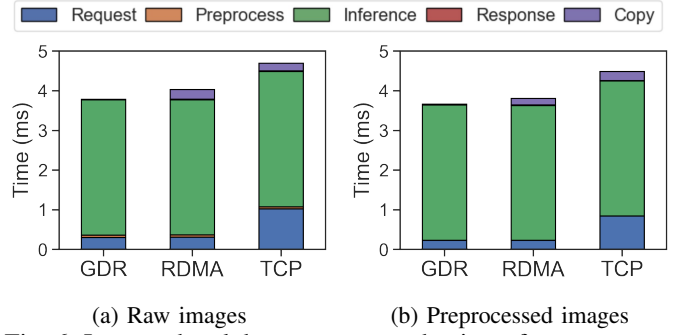 Request Preprocess Inference Response Copy
Time (ms)
5
4
3
2
1
0
GDR RDMA TCP
(a) Raw images
Time (ms)
5
4
3
2
1
0
GDR RDMA TCP
(b) Preprocessed images